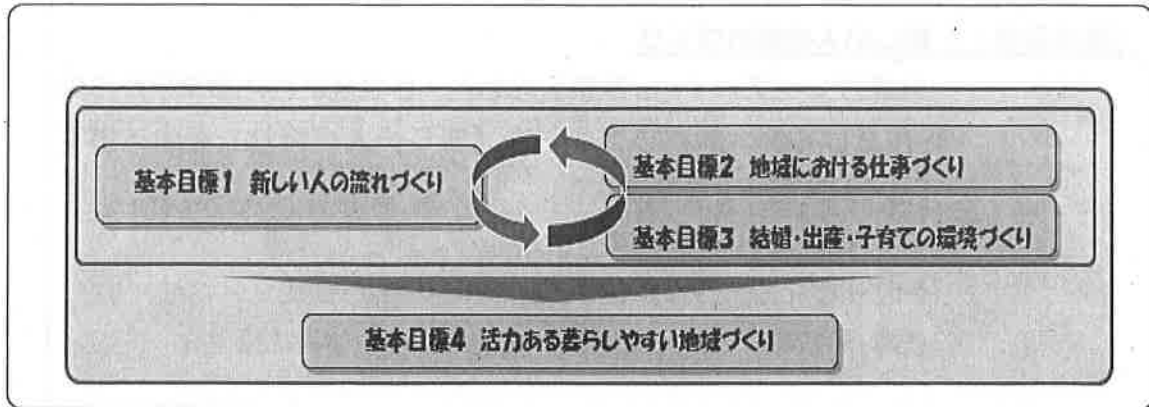 基本目標1 新しい人の流れづくり
基本目標2 地域における仕事づくり
基本目標3 結婚・出産・子育ての環境づくり
基本目標4 活力ある暮らしやすい地域づくり